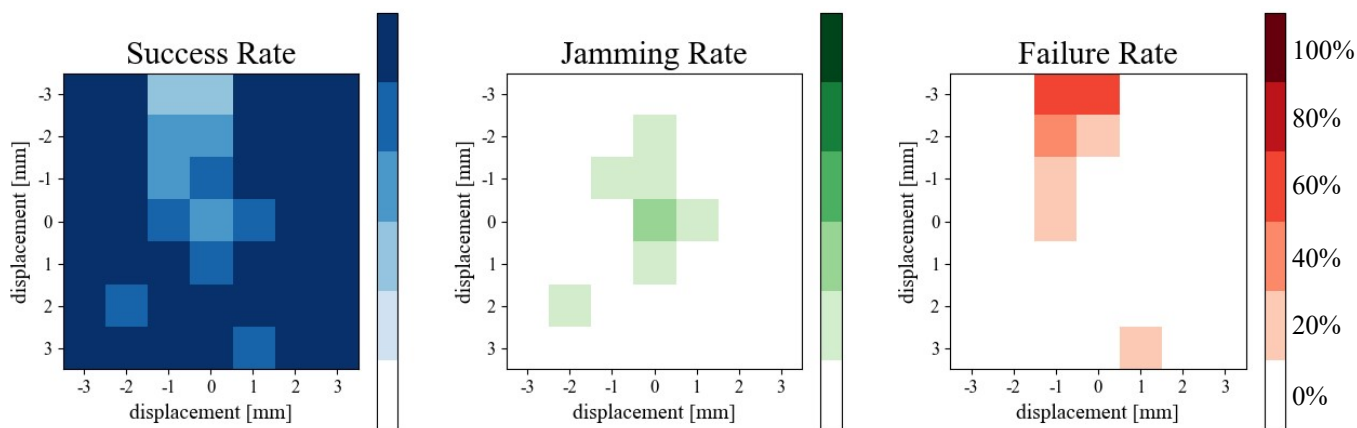 Success Rate
displacement [mm]
-3
-2
-1
0
1
2
3
-3 -2 -1 0 1 2 3
displacement [mm]
Jamming Rate
displacement [mm]
-3
-2
-1
0
1
2
3
-3 -2 -1 0 1 2 3
displacement [mm]
Failure Rate
displacement [mm]
-3
-2
-1
0
1
2
3
-3 -2 -1 0 1 2 3
displacement [mm]
100%
80%
60%
40%
20%
0%